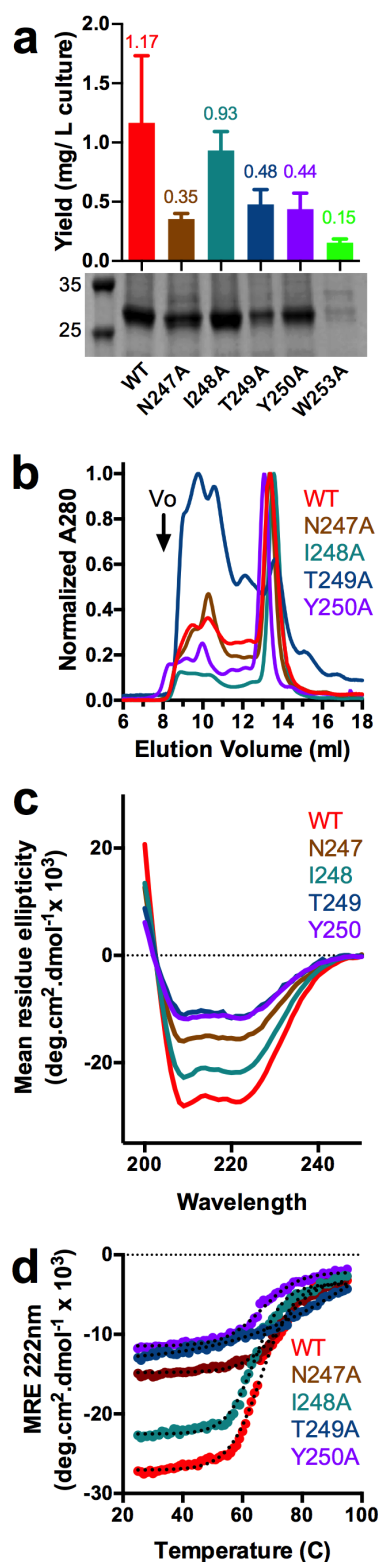 a
Yield (mg/ L culture)
2.0
1.5
1.0
0.5
0.0
1.17
0.35
0.93
0.48
0.44
0.15
35
25
WT
N247A
I248A
T249A
Y250A
W253A
b
Normalized A280
1.0
0.8
0.6
0.4
0.2
0.0
Vo
WT
N247A
I248A
T249A
Y250A
6 8 10 12 14 16 18
Elution Volume (ml)
c
Mean residue ellipticity
(deg.cm2.dmol-1x 103)
20
0
-20
WT
N247
I248
T249
Y250
200 220 240
Wavelength
d
MRE 222nm
(deg.cm2.dmol-1 x 103)
0
-10
-20
-30
WT
N247A
I248A
T249A
Y250A
20 40 60 80 100
Temperature (C)